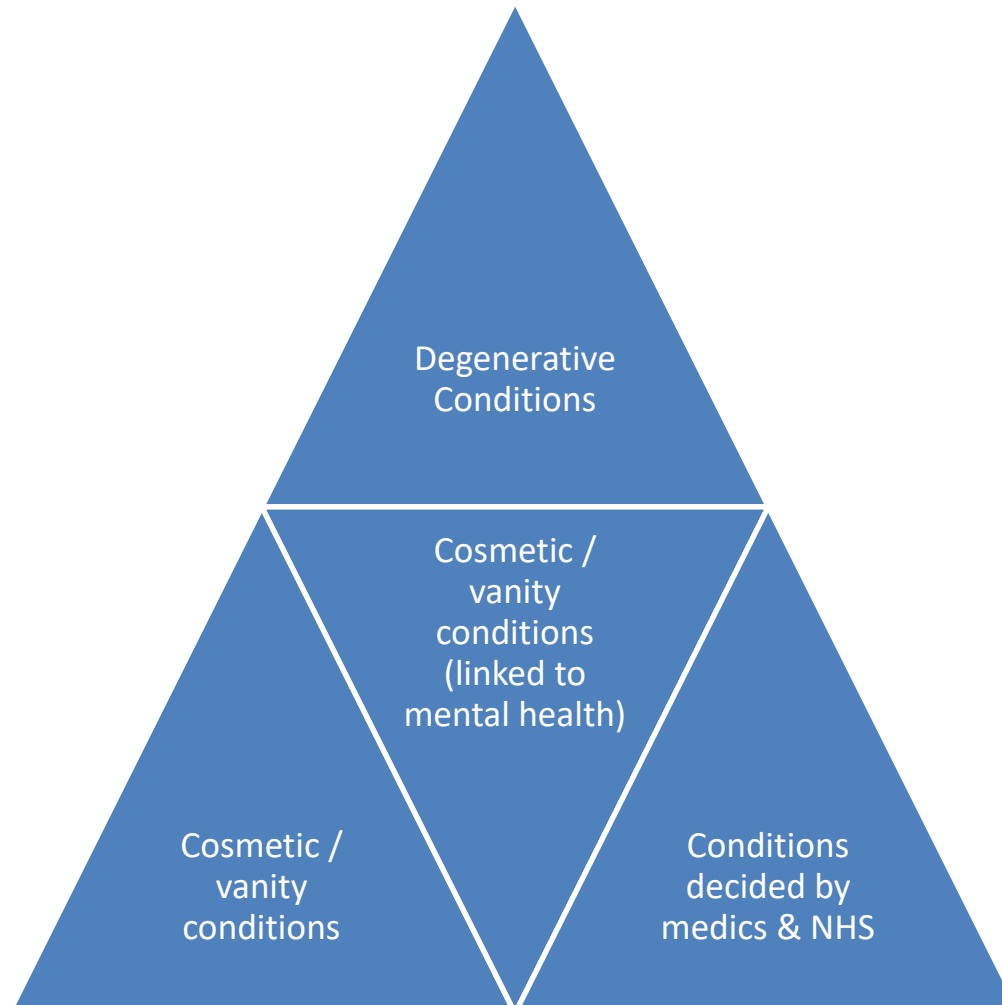 Degenerative
Conditions
Cosmetic /
vanity
conditions
(linked to
mental health)
Cosmetic /
vanity
conditions
Conditions
decided by
medics & NHS